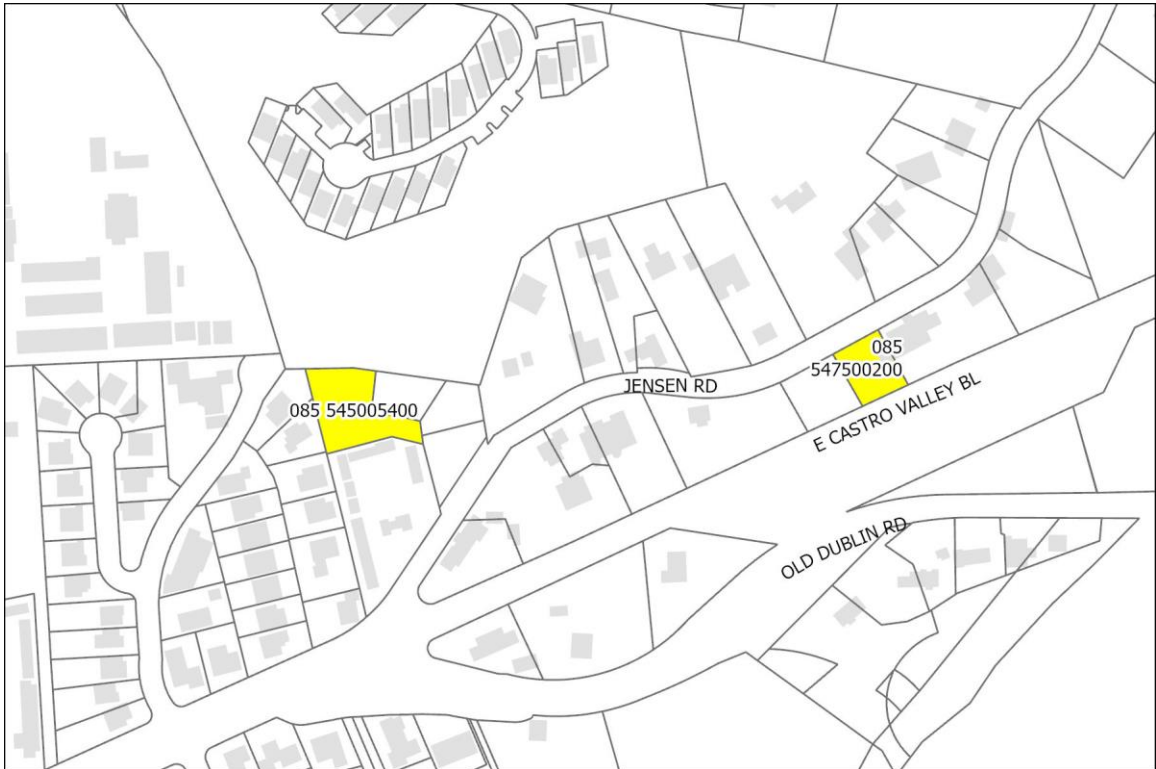 085
547500200
JENSEN RD
085 545005400
E CASTRO VALLEY BL
OLD DUBLIN RD